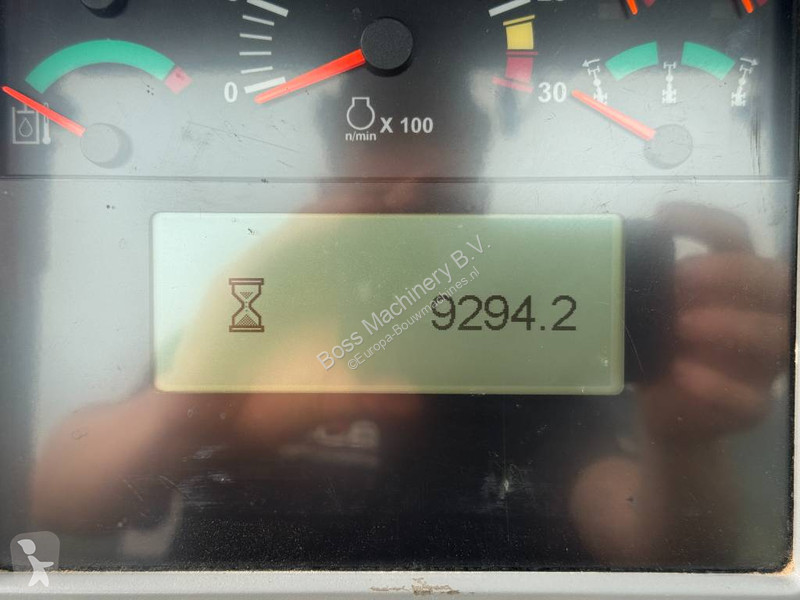 0
30
n/min
X 100
9294.2
Boss Machinery B.V.
©Europa-Bouwmachines.nl